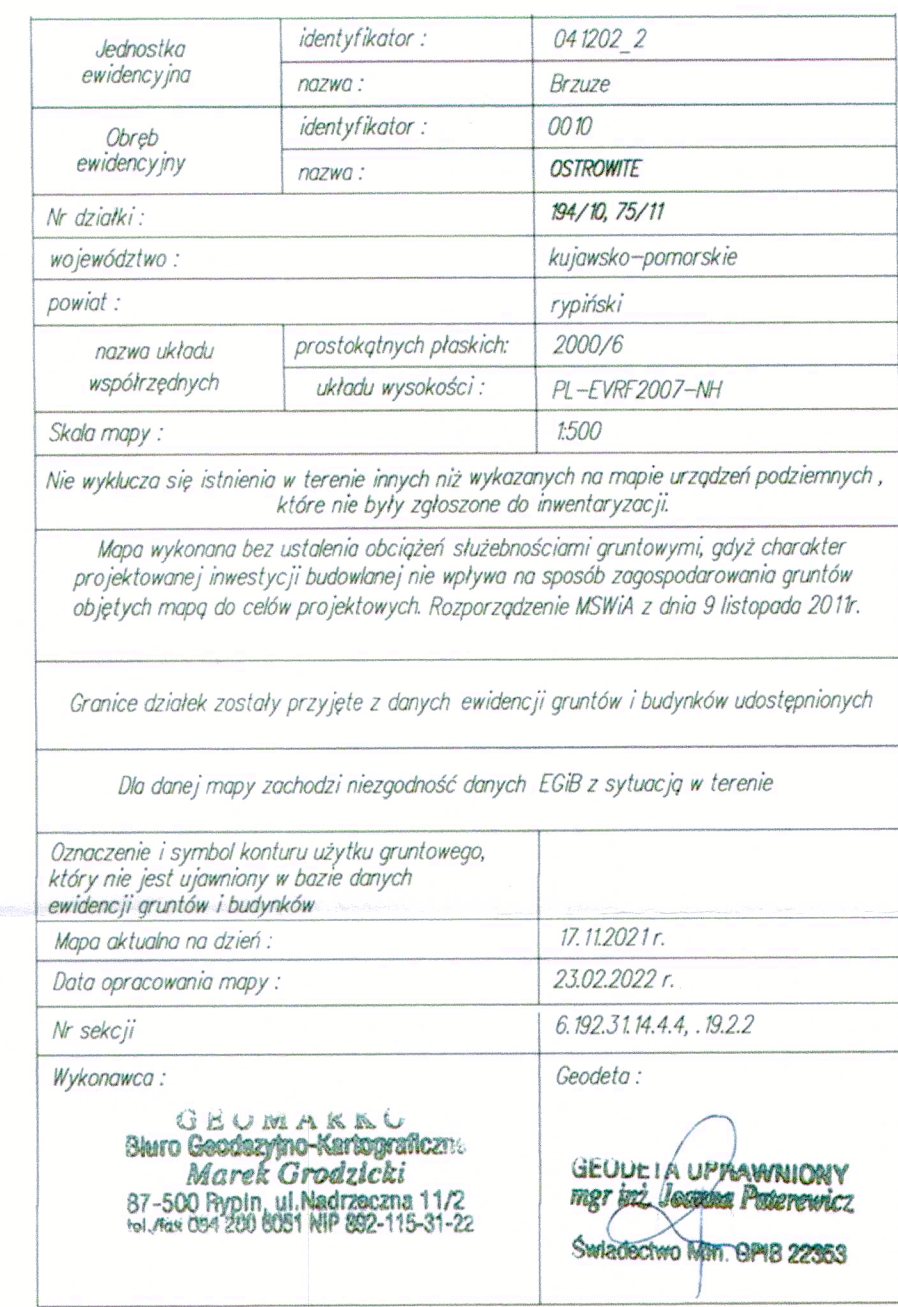 Jednostka
ewidencyjna
identyfikator :
041202_2
nazwa :
Brzuze
Obręb
ewidencyjny
identyfikator :
0010
nazwa :
OSTROWITE
Nr działki :
194/10, 75/11
województwo :
kujawsko-pomorskie
powiat :
rypiński
nazwa układu
współrzędnych
prostokątnych płaskich:
2000/6
układu wysokości :
PL-EVRF2007-NH
Skala mapy :
1:500
Nie wyklucza się istnienia w terenie innych niż wykazanych na mapie urządzeń podziemnych ,
które nie były zgłoszone do inwentaryzacji.
Mapa wykonana bez ustalenia obciążeń służebnościami gruntowymi, gdyż charakter
projektowanej inwestycji budowlanej nie wpływa na sposób zagospodarowania gruntów
objętych mapą do celów projektowych. Rozporządzenie MSWiA z dnia 9 listopada 2011r.
Granice działek zostały przyjęte z danych ewidencji gruntów i budynków udostępnionych
Dla danej mapy zachodzi niezgodność danych EGiB z sytuacją w terenie
Oznaczenie i symbol konturu użytku gruntowego,
który nie jest ujawniony w bazie danych
ewidencji gruntów i budynków
Mapa aktualna na dzień :
17.11.2021 r.
Data opracowania mapy :
23.02.2022 r.
Nr sekcji
6.192.31.14.4.4, .19.2.2
Wykonawca :
GEOMARKO
Biuro Geodezyjno-Kartograficzne
Marek Grodzicki
87-500 Rypin, ul.Nadrzeczna 11/2
tel./fax 054 200 6051 NIP 892-115-31-22
Geodeta :
GEODETA UPRAWNIONY
mgr inż. Joanna Paterewicz
Świadectwo Min. GPIB 22353